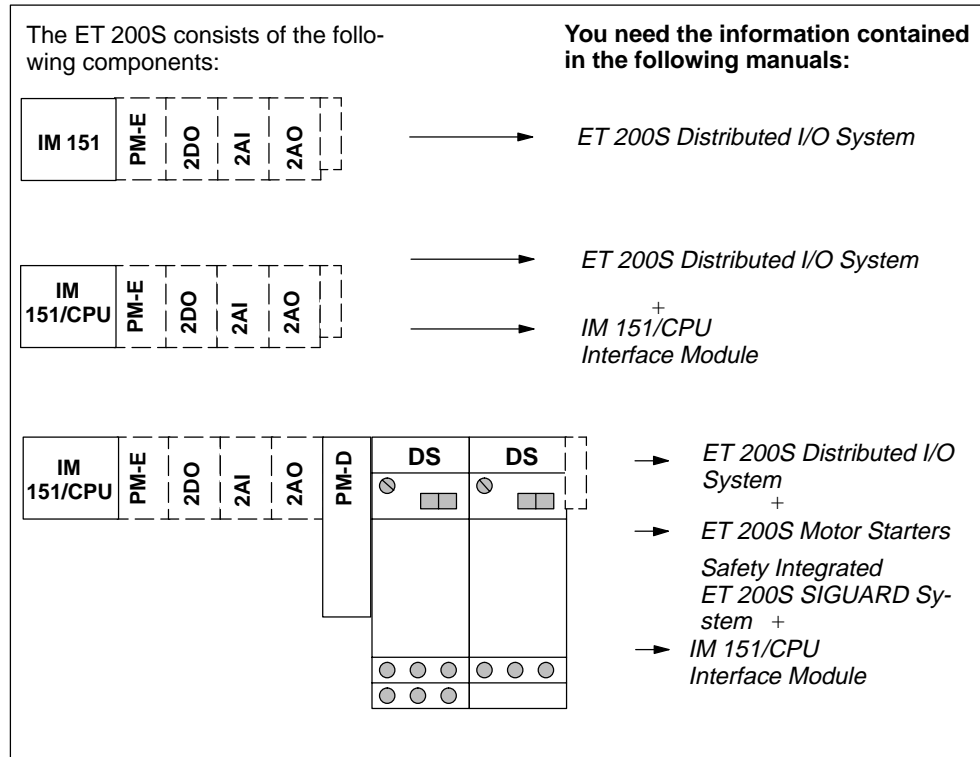 The ET 200S consists of the follo-
wing components:
You need the information contained
in the following manuals:
IM 151
PM-E
2DO
2AI
2AO
ET 200S Distributed I/O System
IM
151/CPU
PM-E
2DO
2AI
2AO
ET 200S Distributed I/O System
+
IM 151/CPU
Interface Module
IM
151/CPU
PM-E
2DO
2AI
2AO
PM-D
DS
DS
ET 200S Distributed I/O
System
+
ET 200S Motor Starters
Safety Integrated
ET 200S SIGUARD Sy-
stem +
IM 151/CPU
Interface Module